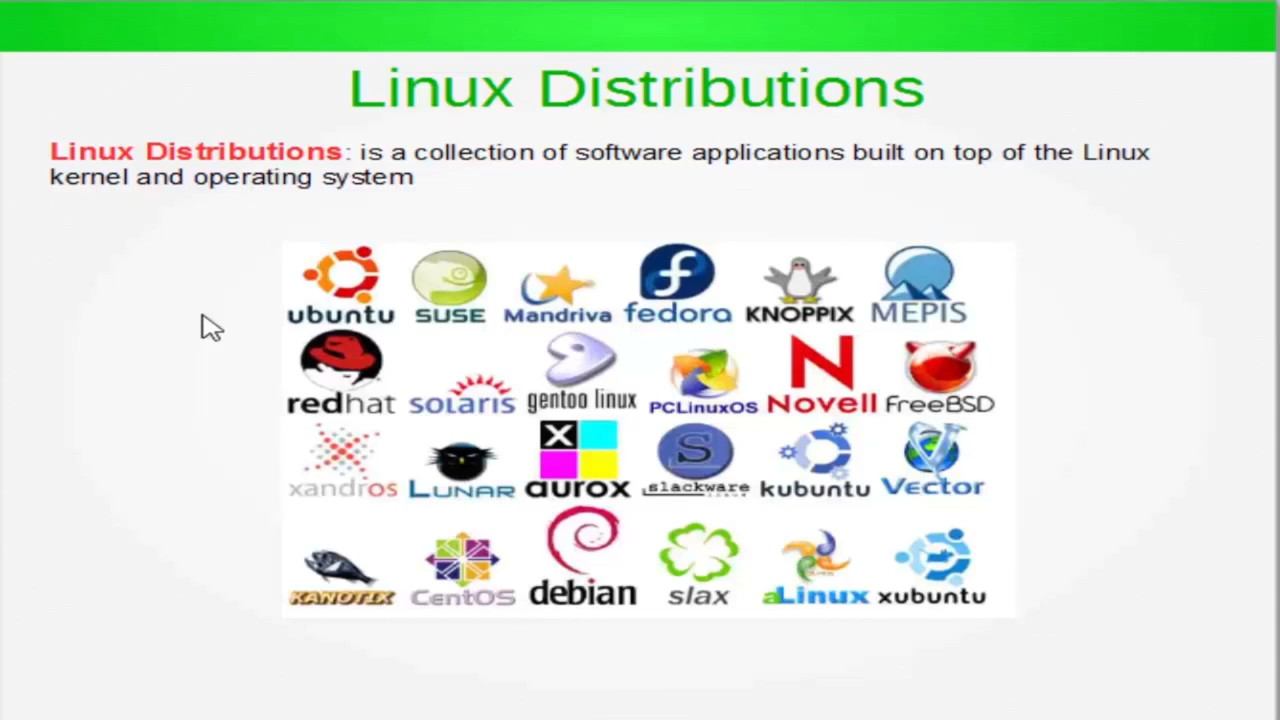 Linux Distributions
Linux Distributions: is a collection of software applications built on top of the Linux
kernel and operating system
ubuntu SUSE Mandriva fedora KNOPPIX MEPIS
redhat solaris gentoo linux PCLinuxOS Novell FreeBSD
xandros LUNAR aurox slackware kubuntu Vector
KANOTIX CentOS debian slax aLinux xubuntu